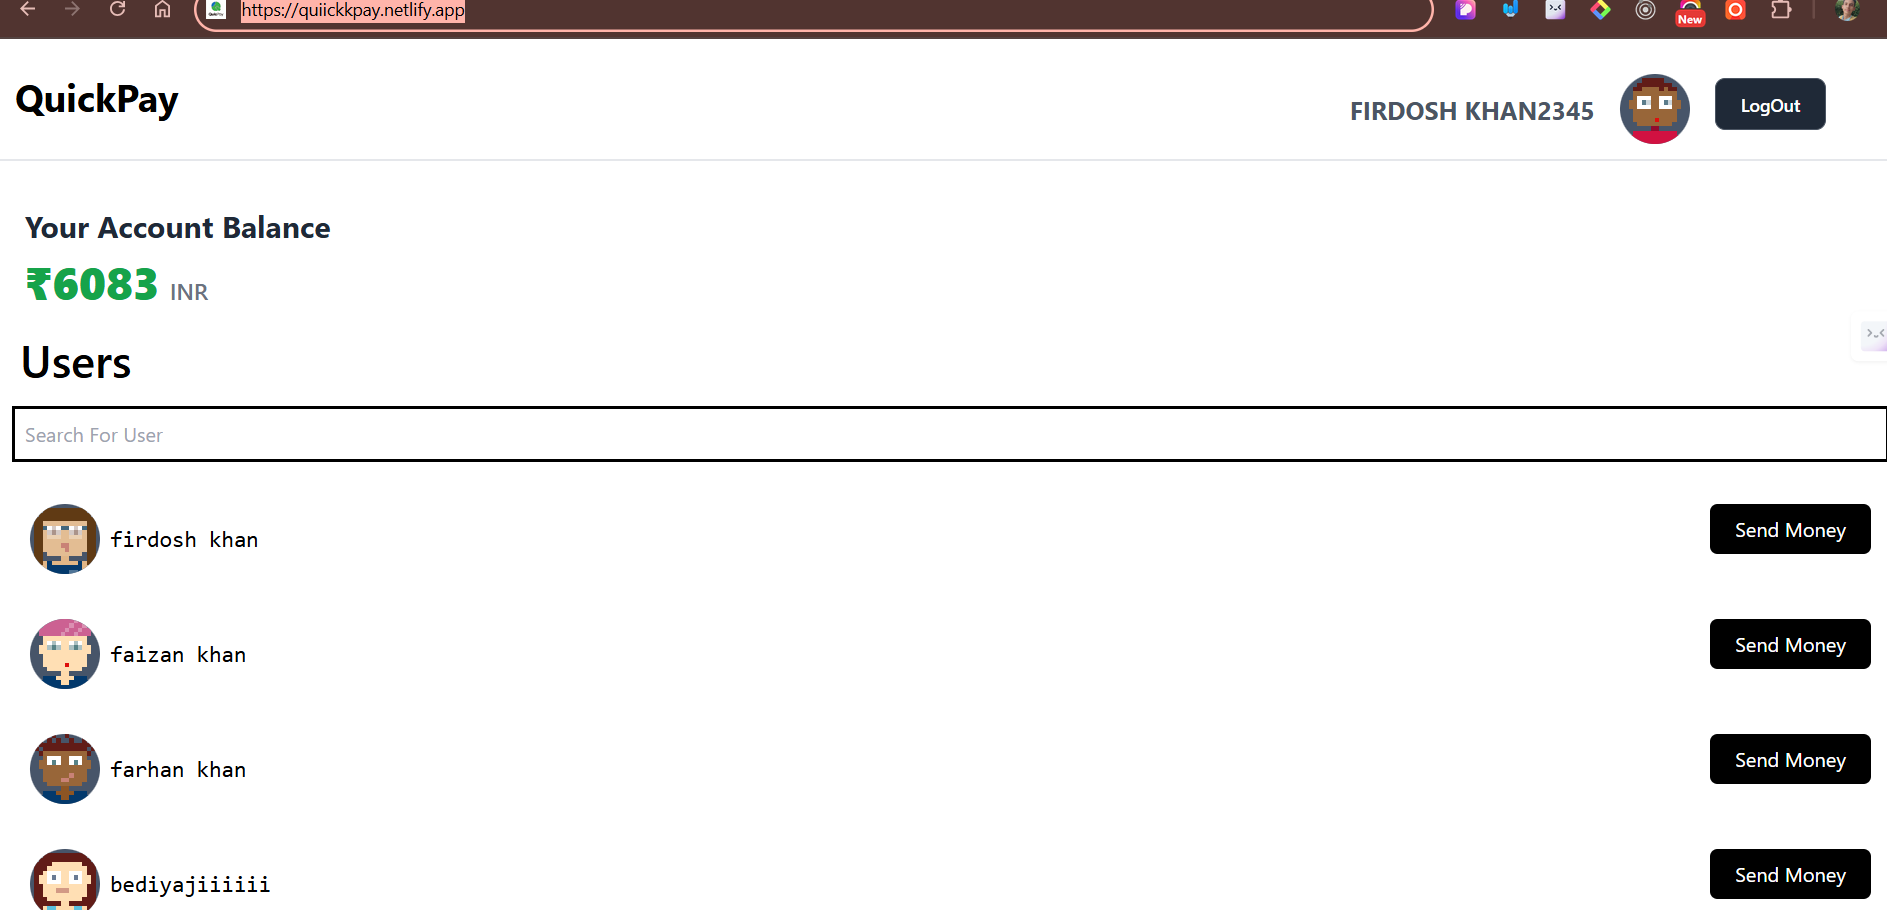 https://quiickkpay.netlify.app
New
QuickPay
FIRDOSH KHAN2345
LogOut
Your Account Balance
₹6083 INR
Users
Search For User
firdosh khan
Send Money
faizan khan
Send Money
farhan khan
Send Money
bediyajiiiiii
Send Money